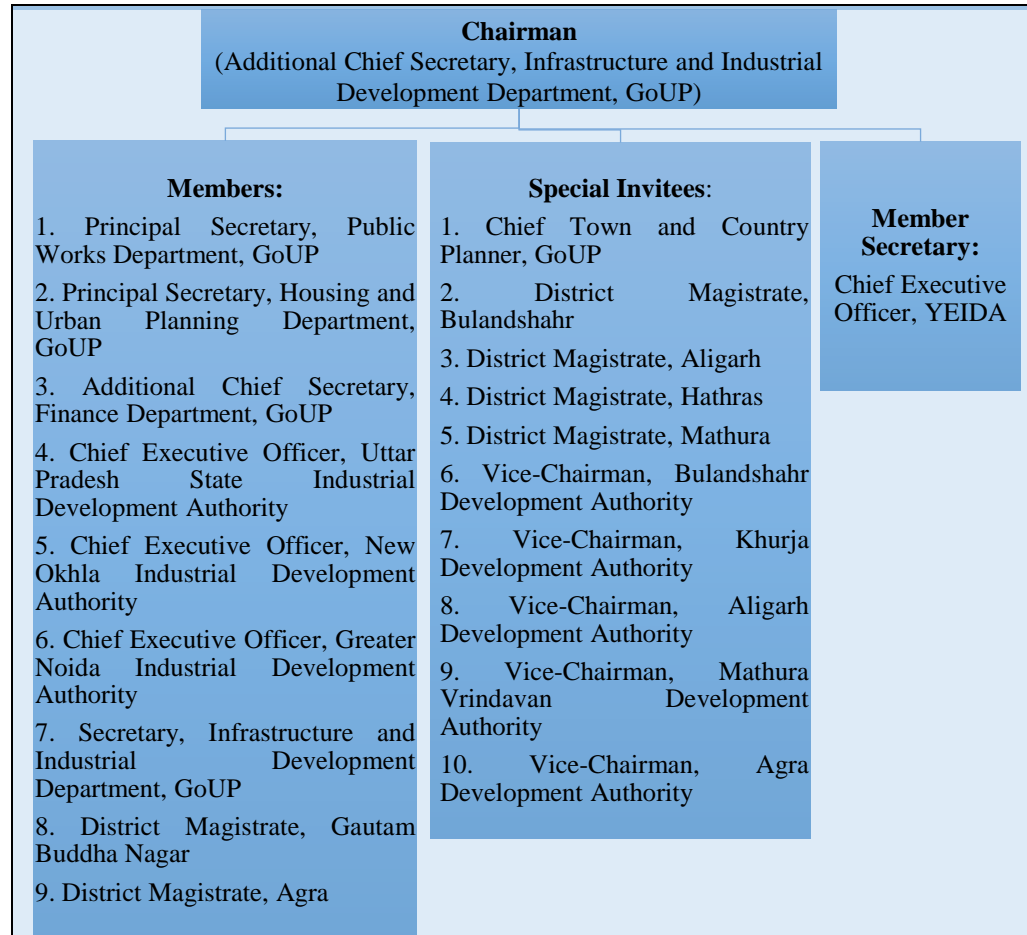 Chairman
(Additional Chief Secretary, Infrastructure and Industrial
Development Department, GoUP)
Members:
1. Principal Secretary, Public
Works Department, GoUP
2. Principal Secretary, Housing and
Urban Planning Department,
GoUP
3. Additional Chief Secretary,
Finance Department, GoUP
4. Chief Executive Officer, Uttar
Pradesh State Industrial
Development Authority
5. Chief Executive Officer, New
Okhla Industrial Development
Authority
6. Chief Executive Officer, Greater
Noida Industrial Development
Authority
7. Secretary, Infrastructure and
Industrial Development
Department, GoUP
8. District Magistrate, Gautam
Buddha Nagar
9. District Magistrate, Agra
Special Invitees:
1. Chief Town and Country
Planner, GoUP
2. District Magistrate,
Bulandshahr
3. District Magistrate, Aligarh
4. District Magistrate, Hathras
5. District Magistrate, Mathura
6. Vice-Chairman, Bulandshahr
Development Authority
7. Vice-Chairman, Khurja
Development Authority
8. Vice-Chairman, Aligarh
Development Authority
9. Vice-Chairman, Mathura
Vrindavan Development
Authority
10. Vice-Chairman, Agra
Development Authority
Member
Secretary:
Chief Executive
Officer, YEIDA